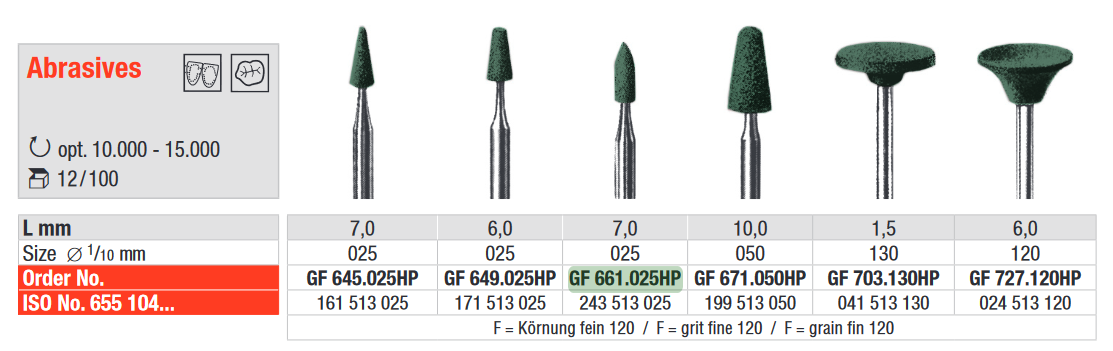 Abrasives
opt. 10.000 - 15.000
12/100
L mm 7,0 6,0 7,0 10,0 1,5 6,0
Size ⌀ 1/10 mm 025 025 025 050 130 120
Order No. GF 645.025HP GF 649.025HP GF 661.025HP GF 671.050HP GF 703.130HP GF 727.120HP
ISO No. 655 104... 161 513 025 171 513 025 243 513 025 199 513 050 041 513 130 024 513 120
F = Körnung fein 120 / F = grit fine 120 / F = grain fin 120